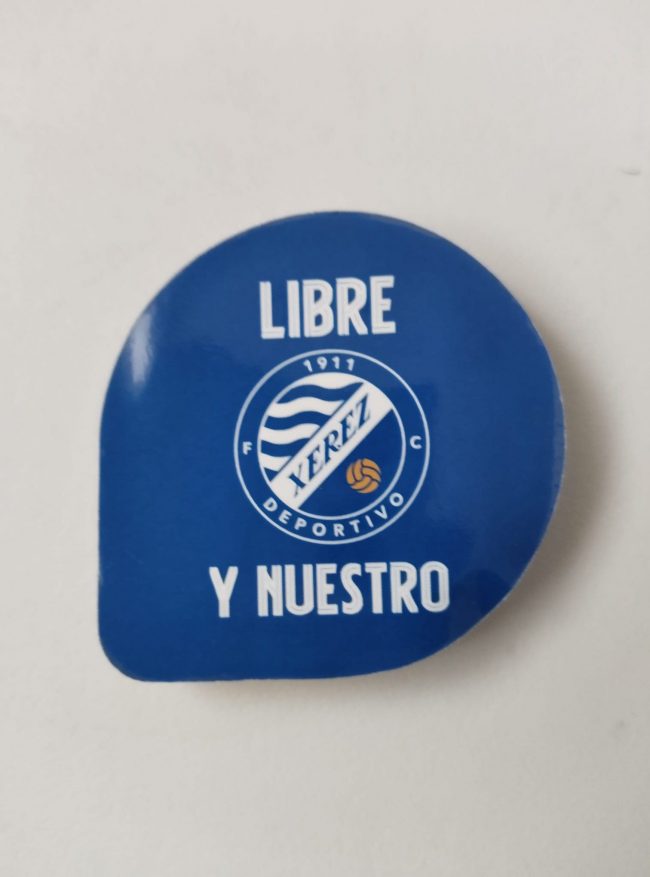 LIBRE
1911
XEREZ
F C
DEPORTIVO
Y NUESTRO